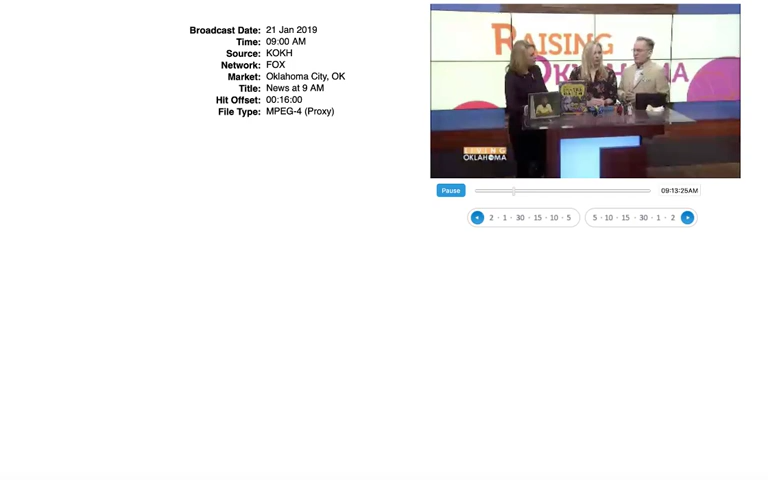 Broadcast Date: 21 Jan 2019
Time: 09:00 AM
Source: KOKH
Network: FOX
Market: Oklahoma City, OK
Title: News at 9 AM
Hit Offset: 00:16:00
File Type: MPEG-4 (Proxy)
RAISING
OKLAHOMA
LIVING
OKLAHOMA
Pause
09:13:25AM
2 · 1 · 30 · 15 · 10 · 5
5 · 10 · 15 · 30 · 1 · 2